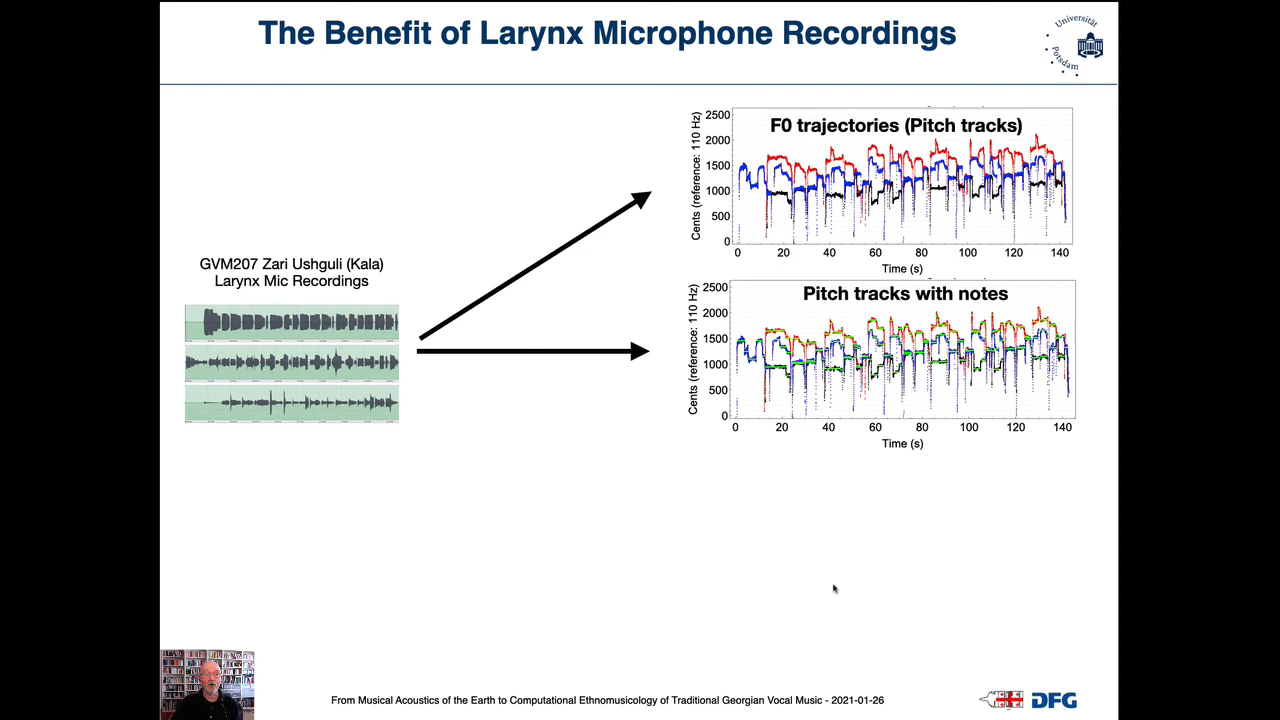 The Benefit of Larynx Microphone Recordings
Universität
Potsdam
GVM207 Zari Ushguli (Kala)
Larynx Mic Recordings
F0 trajectories (Pitch tracks)
Cents (reference: 110 Hz)
2500
2000
1500
1000
500
0
0 20 40 60 80 100 120 140
Time (s)
Pitch tracks with notes
Cents (reference: 110 Hz)
2500
2000
1500
1000
500
0
0 20 40 60 80 100 120 140
Time (s)
From Musical Acoustics of the Earth to Computational Ethnomusicology of Traditional Georgian Vocal Music - 2021-01-26
DFG